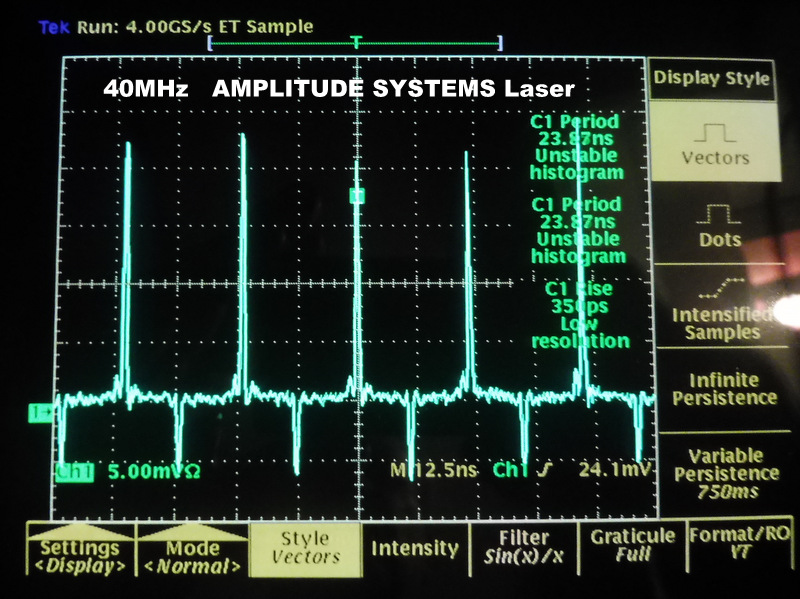 Tek Run: 4.00GS/s ET Sample
T
40MHz AMPLITUDE SYSTEMS Laser
C1 Period
23.87ns
Unstable
histogram
C1 Period
23.87ns
Unstable
histogram
C1 Rise
350ps
Low
resolution
1
Ch1 5.00mVΩ M 12.5ns Ch1 24.1mV
Display Style
Vectors
Dots
Intensified
Samples
Infinite
Persistence
Variable
Persistence
750ms
Settings
<Display>
Mode
<Normal>
Style
Vectors
Intensity
Filter
Sin(x)/x
Graticule
Full
Format/RO
YT